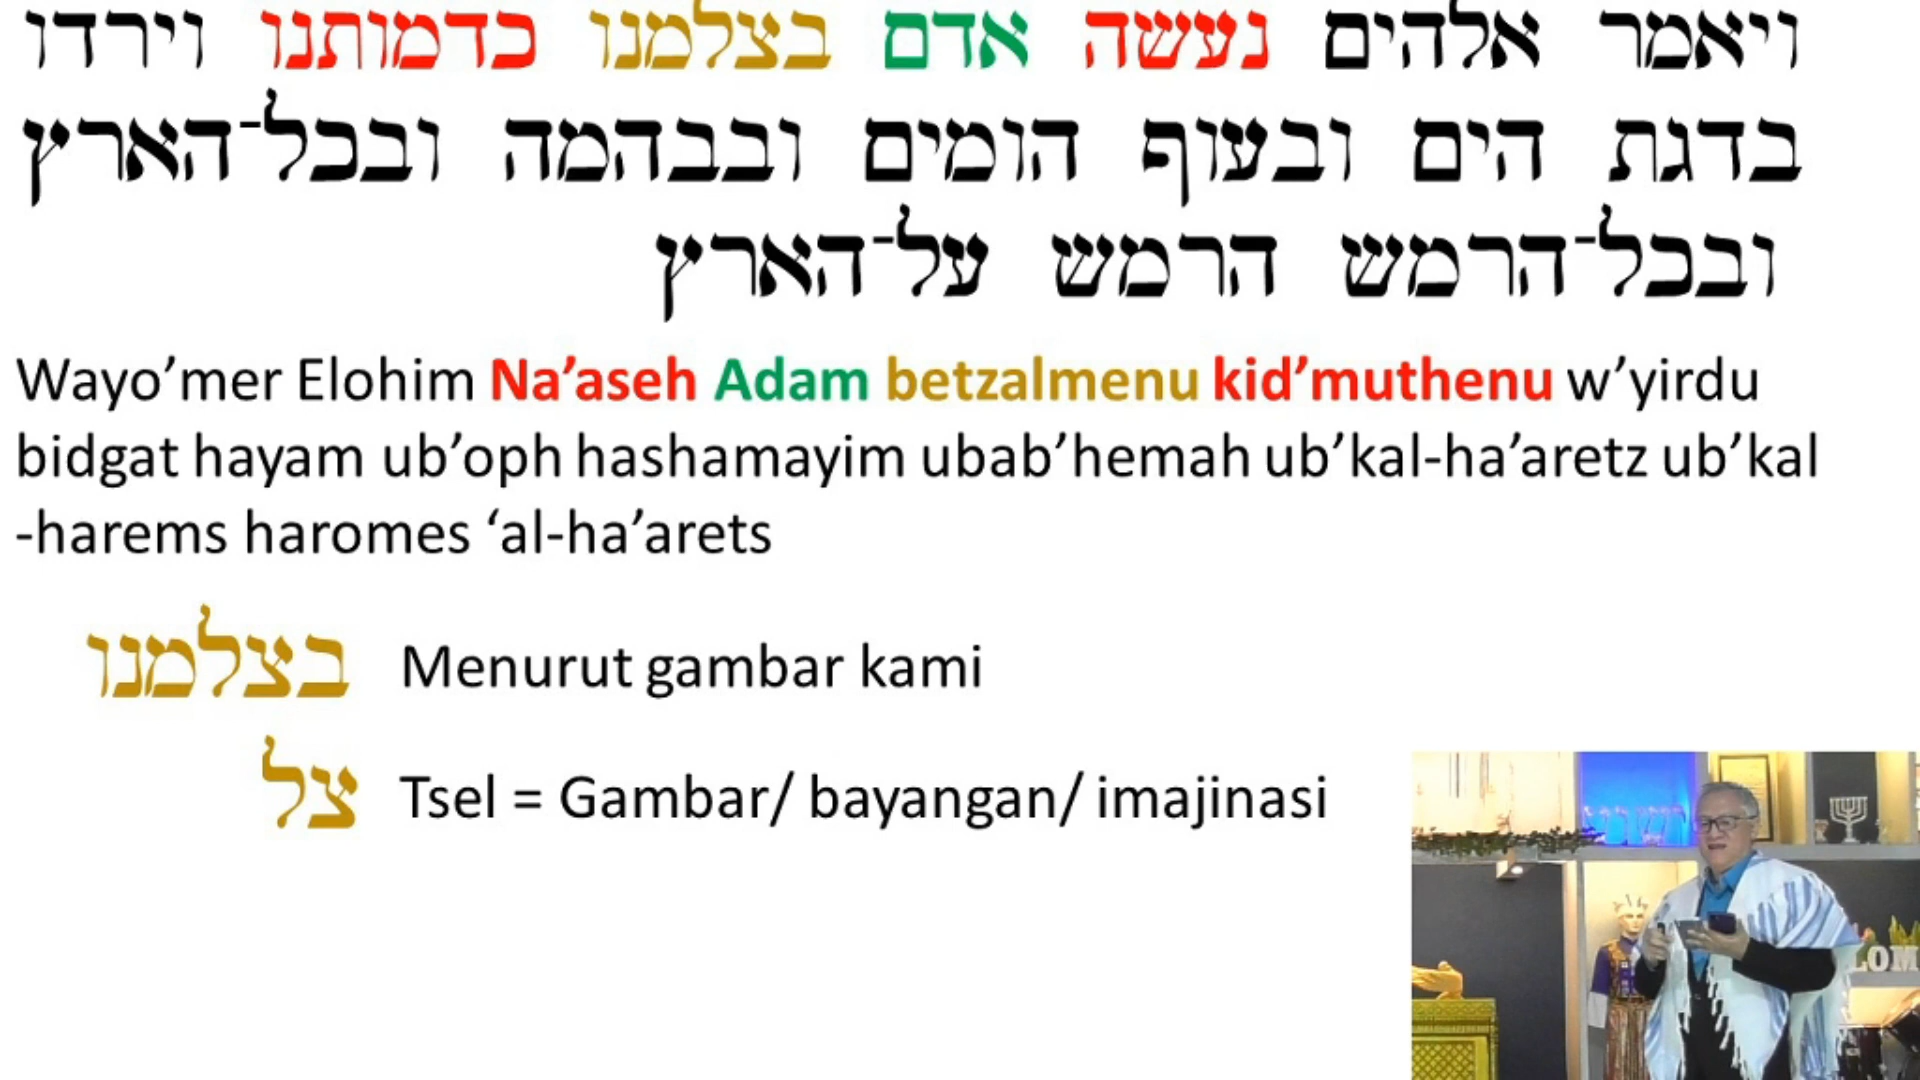 ויאמר אלהים נעשה אדם בצלמנו כדמותנו וירדו
בדגת הים ובעוף הומים ובבהמה ובכל־הארץ
ובכל־הרמש הרמש על־הארץ
Wayo’mer Elohim Na’aseh Adam betzalmenu kid’muthenu w’yirdu
bidgat hayam ub’oph hashamayim ubab’hemah ub’kal-ha’aretz ub’kal
-harems haromes ‘al-ha’arets
בצלמנו Menurut gambar kami
צל Tsel = Gambar/ bayangan/ imajinasi
LOM